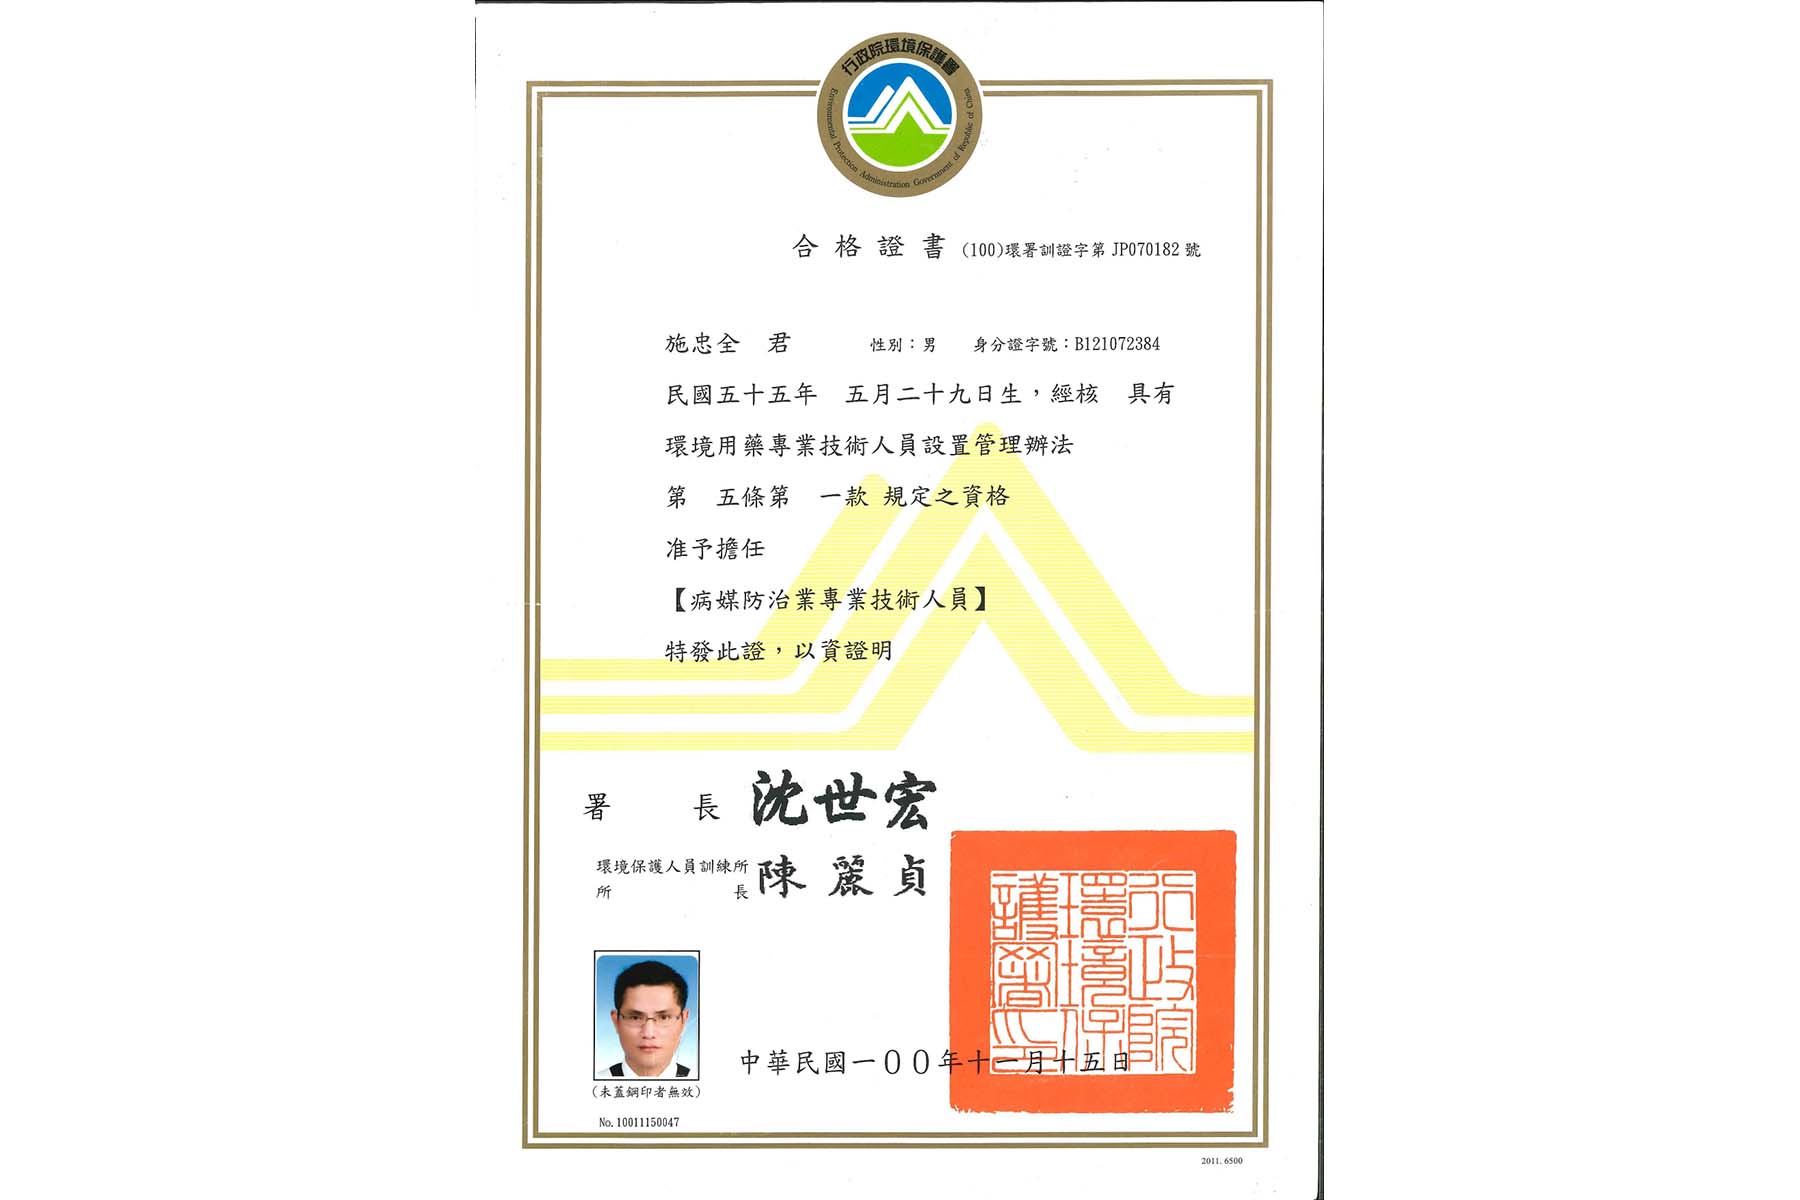 行政院環境保護署
Environmental Protection Administration Government of Republic of China
合格證書 (100)環署訓證字第 JP070182 號
施忠全 君 性別：男 身分證字號：B121072384
民國五十五年 五月二十九日生，經核 具有
環境用藥專業技術人員設置管理辦法
第 五條第 一款 規定之資格
准予擔任
【病媒防治業專業技術人員】
特發此證，以資證明
署 長 沈世宏
環境保護人員訓練所
所 長 陳麗貞
行政院環境保護署印
中華民國一００年十一月十五日
(未蓋鋼印者無效)
No. 10011150047
2011. 6500